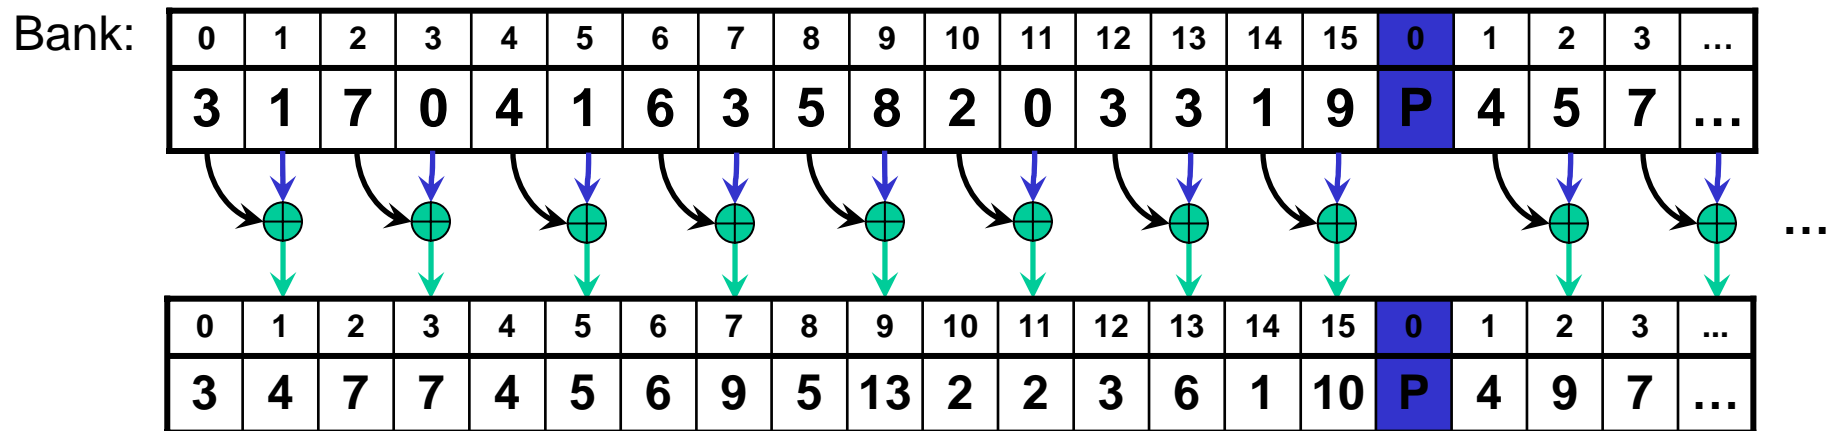 Bank: 0 1 2 3 4 5 6 7 8 9 10 11 12 13 14 15 0 1 2 3 …
3 1 7 0 4 1 6 3 5 8 2 0 3 3 1 9 P 4 5 7 …
…
0 1 2 3 4 5 6 7 8 9 10 11 12 13 14 15 0 1 2 3 ...
3 4 7 7 4 5 6 9 5 13 2 2 3 6 1 10 P 4 9 7 …